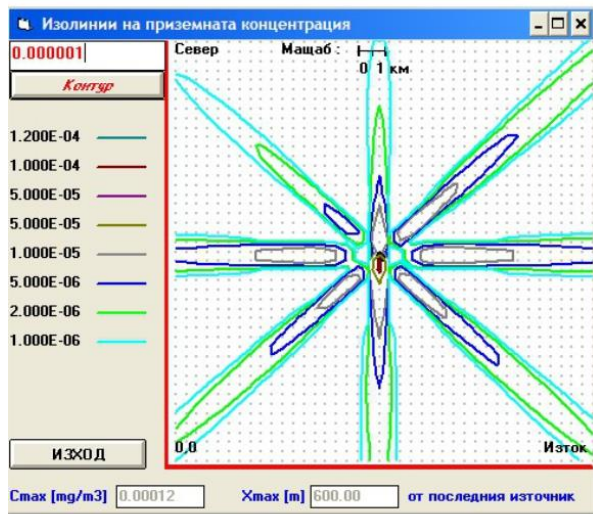 Изолинии на приземната концентрация
0.000001
Контур
Север
Мащаб :
0 1 км
1.200E-04
1.000E-04
5.000E-05
5.000E-05
1.000E-05
5.000E-06
2.000E-06
1.000E-06
ИЗХОД
0,0
Изток
Cmax [mg/m3] 0.00012 Xmax [m] 600.00 от последния източник